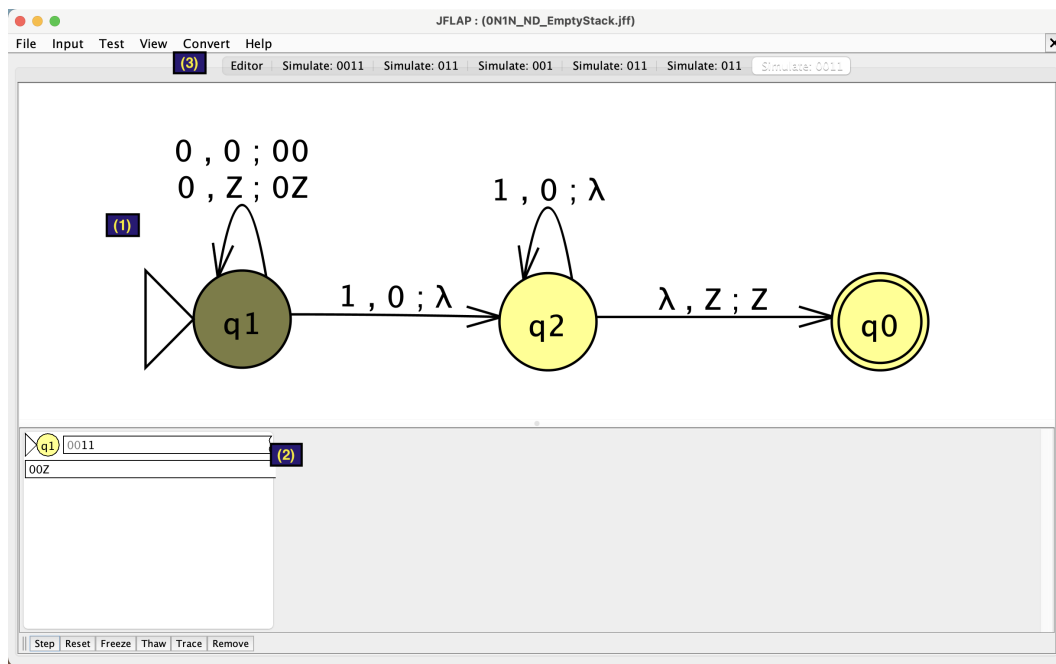 JFLAP : (0N1N_ND_EmptyStack.jff)
File Input Test View Convert Help
(3)
Editor Simulate: 0011 Simulate: 011 Simulate: 001 Simulate: 011 Simulate: 011 Simulate: 0011
0 , 0 ; 00
0 , Z ; 0Z
1 , 0 ; λ
(1)
1 , 0 ; λ
λ , Z ; Z
q1
q2
q0
q1 0011
(2)
00Z
Step Reset Freeze Thaw Trace Remove